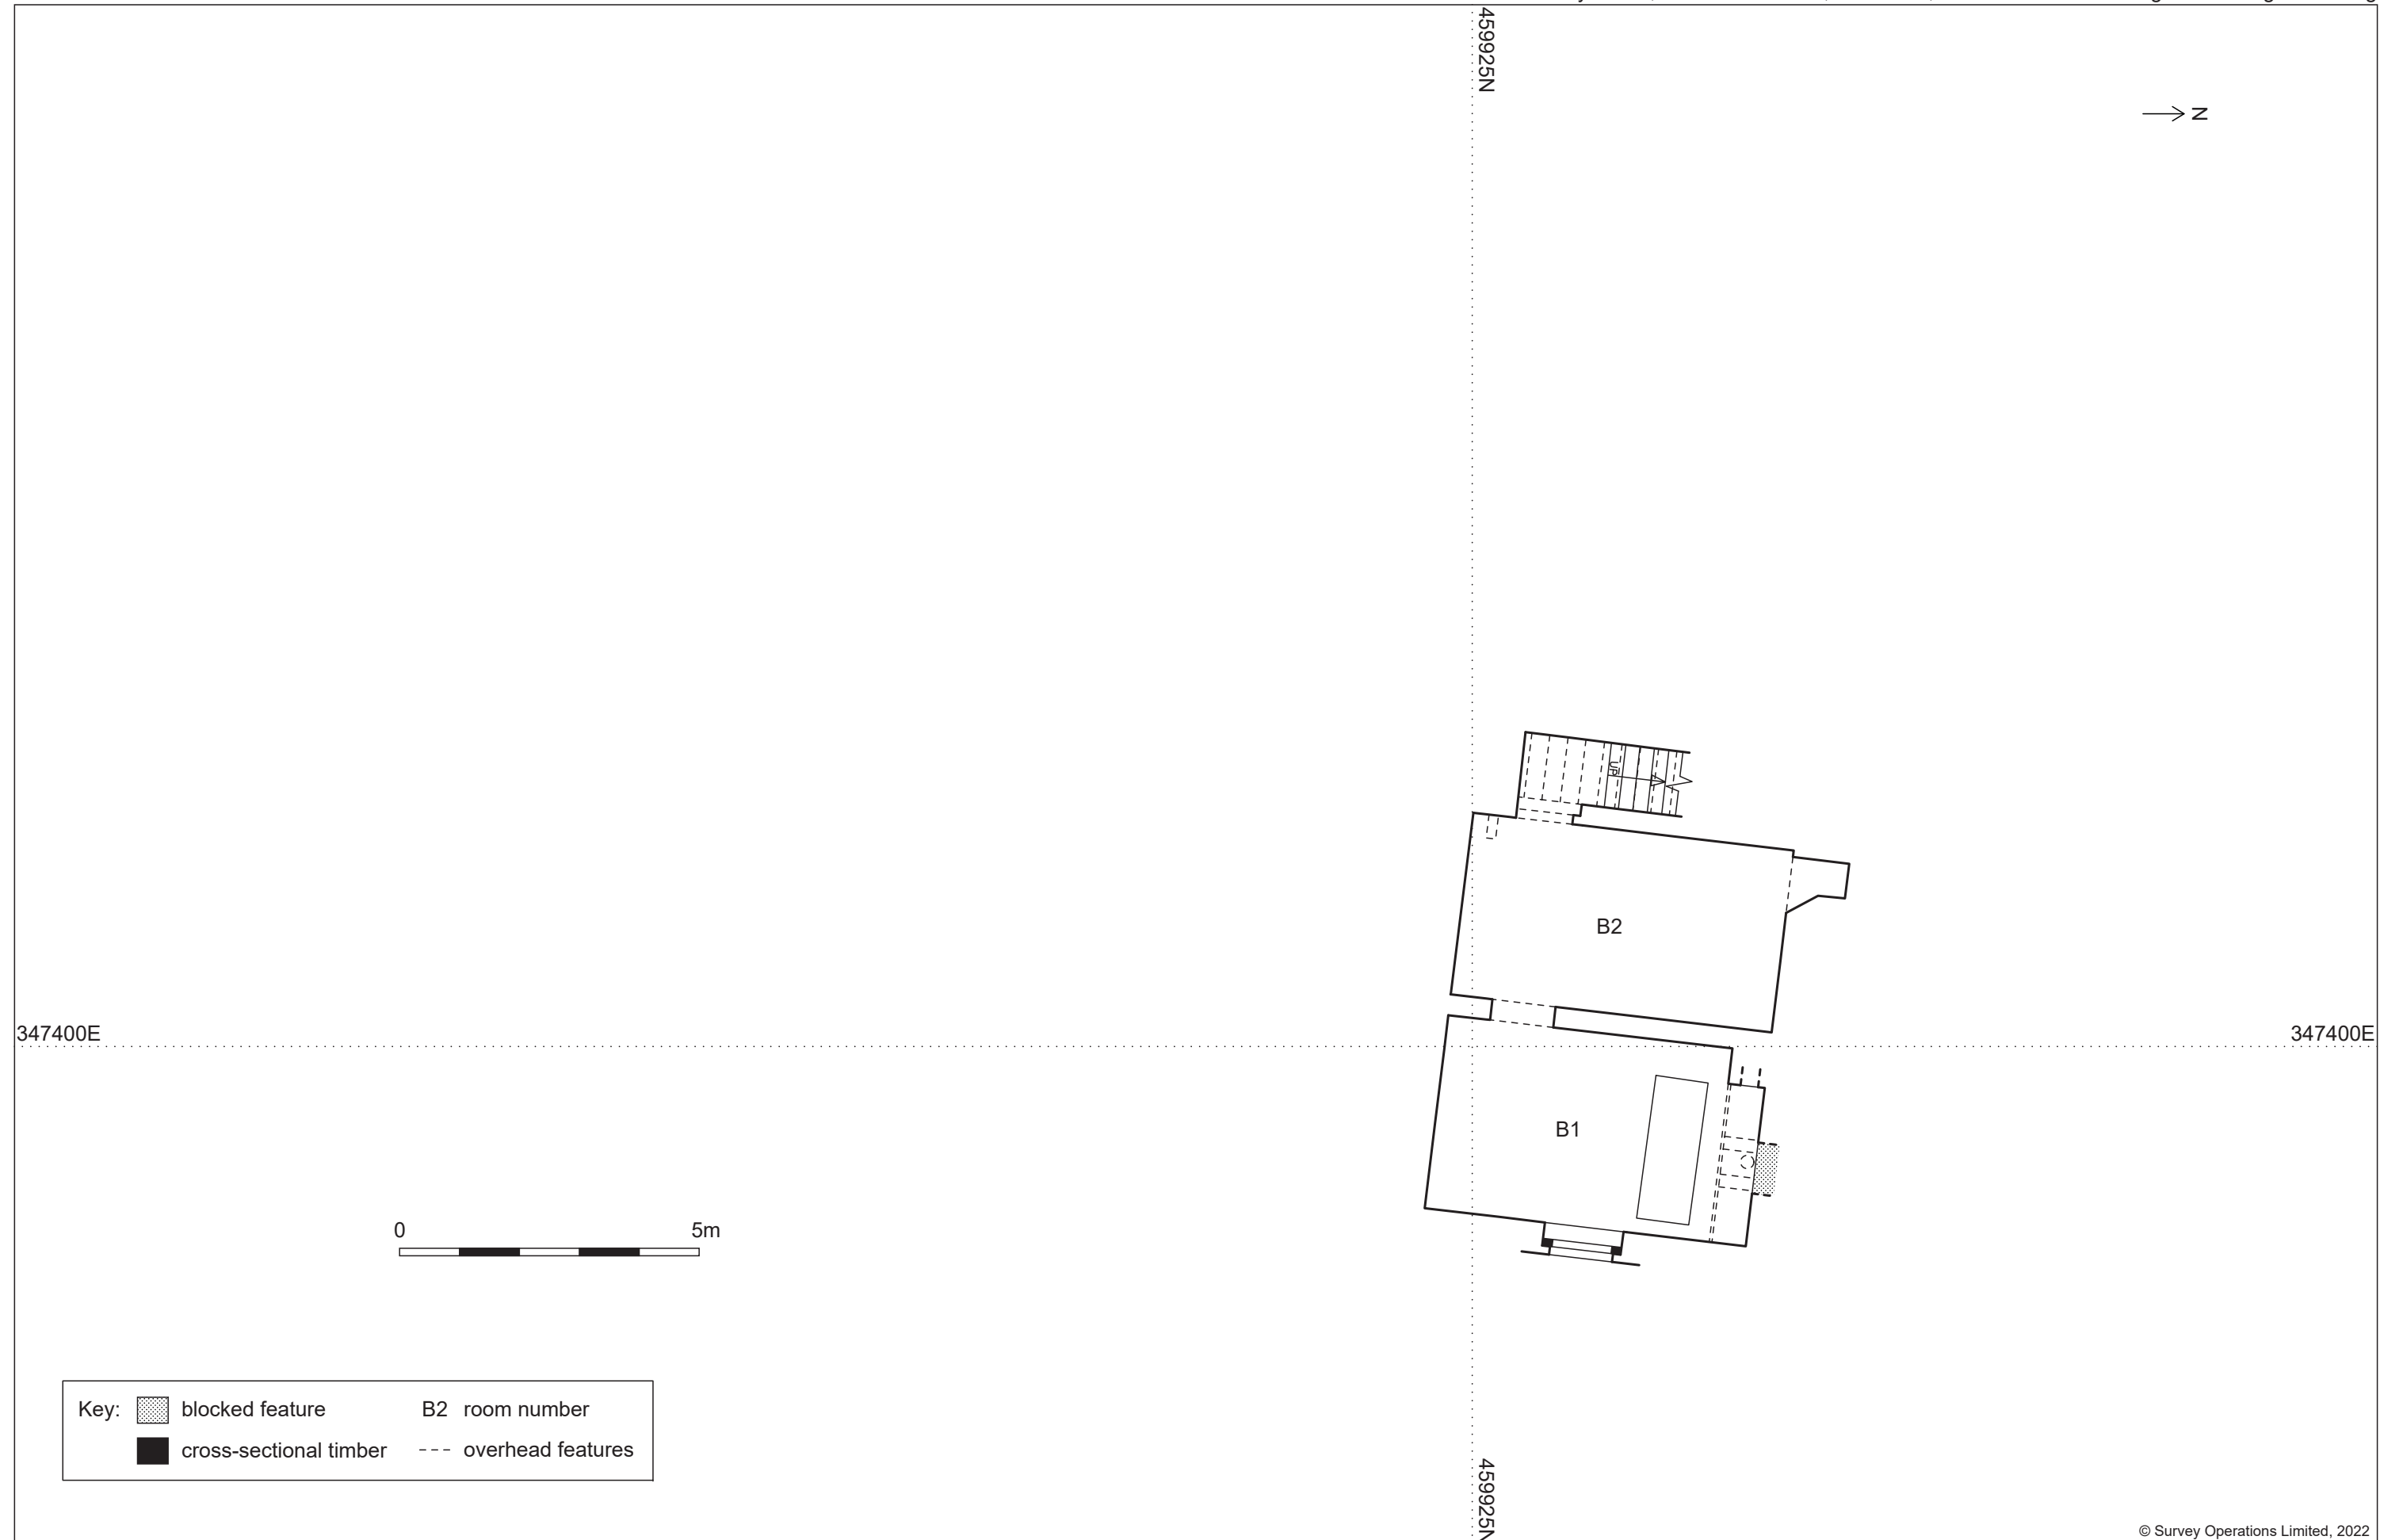 459925N
N
UP
B2
347400E
347400E
B1
0 5m
Key: blocked feature B2 room number
cross-sectional timber overhead features
459925N
© Survey Operations Limited, 2022